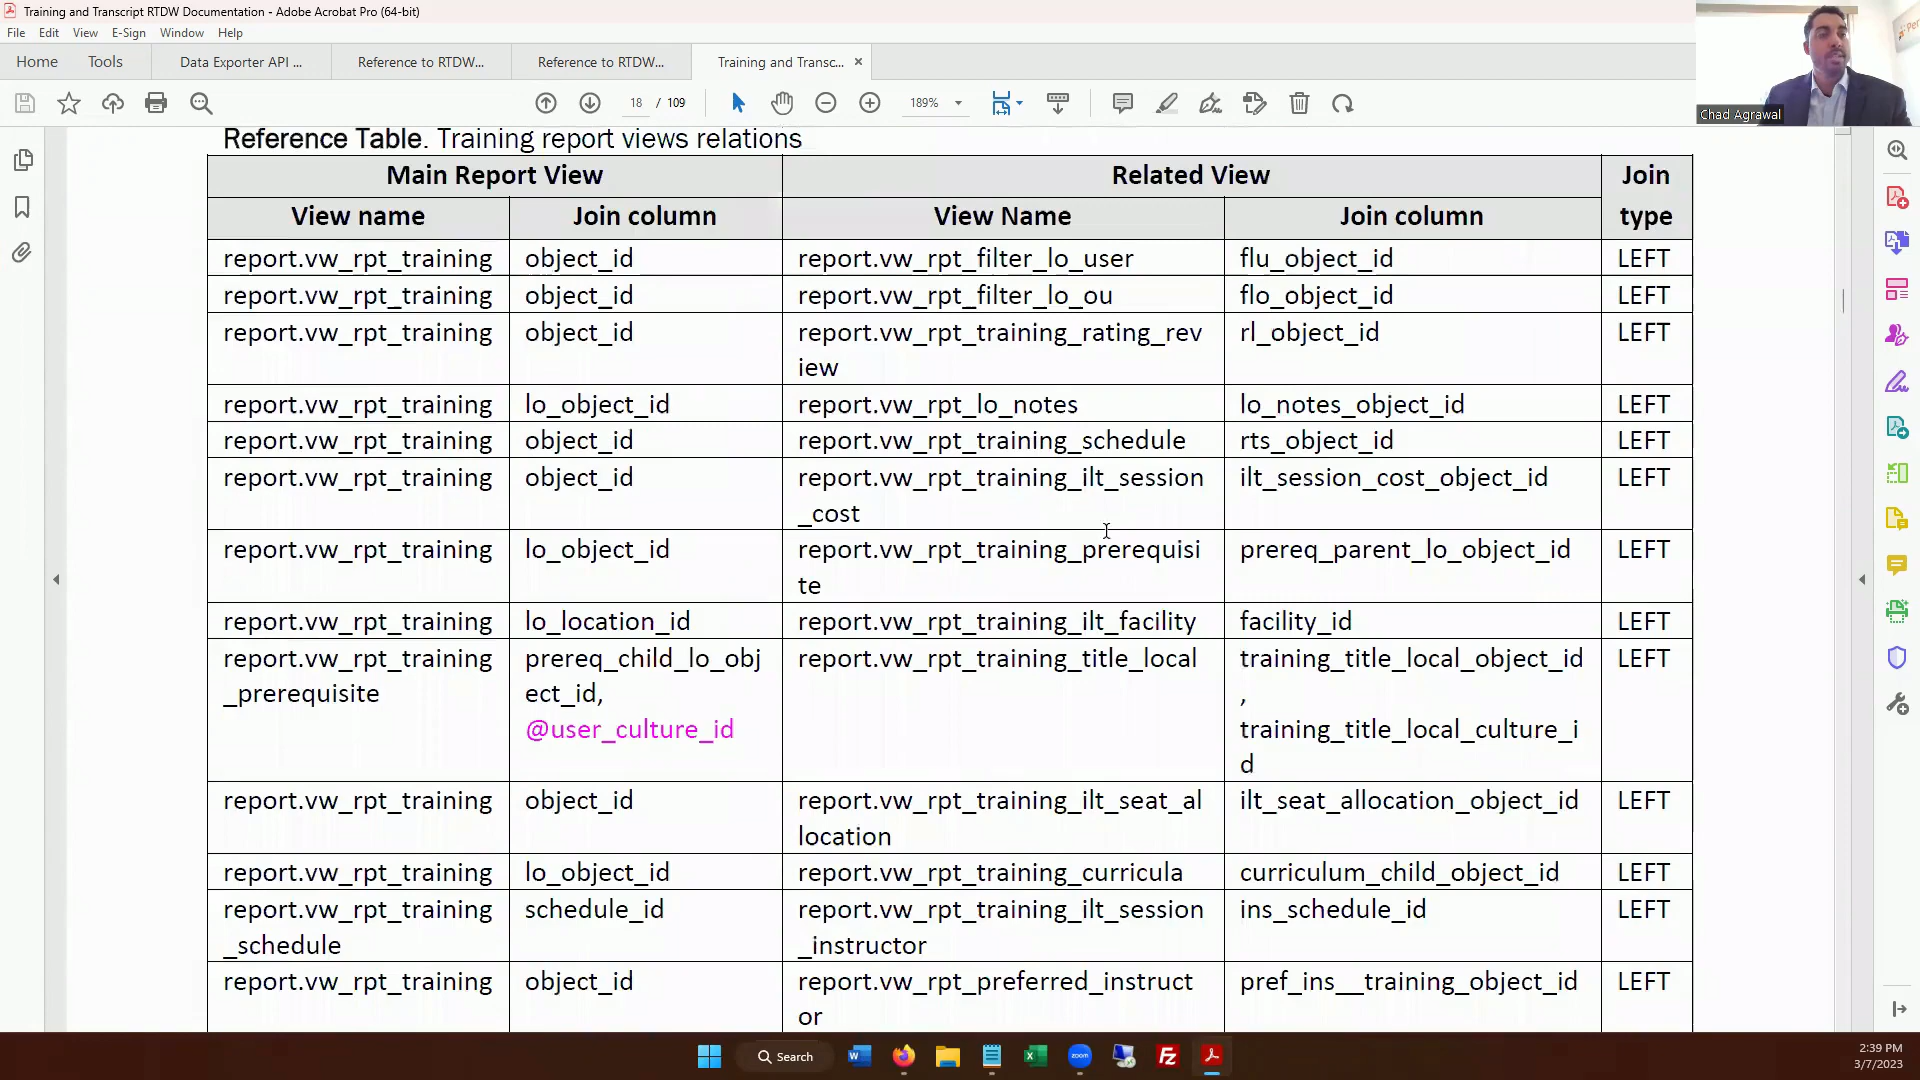 Training and Transcript RTDW Documentation - Adobe Acrobat Pro (64-bit)
File Edit View E-Sign Window Help
Home Tools Data Exporter API ... Reference to RTDW... Reference to RTDW... Training and Transc... ×
18 / 109 189%
Chad Agrawal
Reference Table. Training report views relations
Main Report View Related View Join
View name Join column View Name Join column type
report.vw_rpt_training object_id report.vw_rpt_filter_lo_user flu_object_id LEFT
report.vw_rpt_training object_id report.vw_rpt_filter_lo_ou flo_object_id LEFT
report.vw_rpt_training object_id report.vw_rpt_training_rating_rev rl_object_id LEFT
iew
report.vw_rpt_training lo_object_id report.vw_rpt_lo_notes lo_notes_object_id LEFT
report.vw_rpt_training object_id report.vw_rpt_training_schedule rts_object_id LEFT
report.vw_rpt_training object_id report.vw_rpt_training_ilt_session ilt_session_cost_object_id LEFT
_cost
report.vw_rpt_training lo_object_id report.vw_rpt_training_prerequisi prereq_parent_lo_object_id LEFT
te
report.vw_rpt_training lo_location_id report.vw_rpt_training_ilt_facility facility_id LEFT
report.vw_rpt_training prereq_child_lo_obj report.vw_rpt_training_title_local training_title_local_object_id LEFT
_prerequisite ect_id, ,
@user_culture_id training_title_local_culture_i
d
report.vw_rpt_training object_id report.vw_rpt_training_ilt_seat_al ilt_seat_allocation_object_id LEFT
location
report.vw_rpt_training lo_object_id report.vw_rpt_training_curricula curriculum_child_object_id LEFT
report.vw_rpt_training schedule_id report.vw_rpt_training_ilt_session ins_schedule_id LEFT
_schedule _instructor
report.vw_rpt_training object_id report.vw_rpt_preferred_instruct pref_ins__training_object_id LEFT
or
Search zoom
2:39 PM
3/7/2023